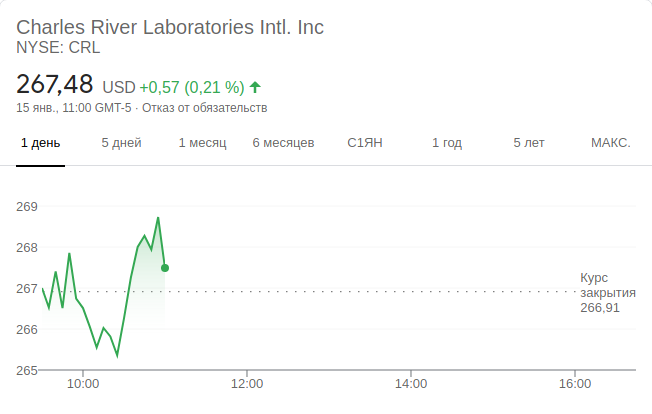 Charles River Laboratories Intl. Inc
NYSE: CRL
267,48 USD +0,57 (0,21 %)
15 янв., 11:00 GMT-5 · Отказ от обязательств
1 день 5 дней 1 месяц 6 месяцев С1ЯН 1 год 5 лет МАКС.
269
268
267
266
265
Курс
закрытия
266,91
10:00 12:00 14:00 16:00